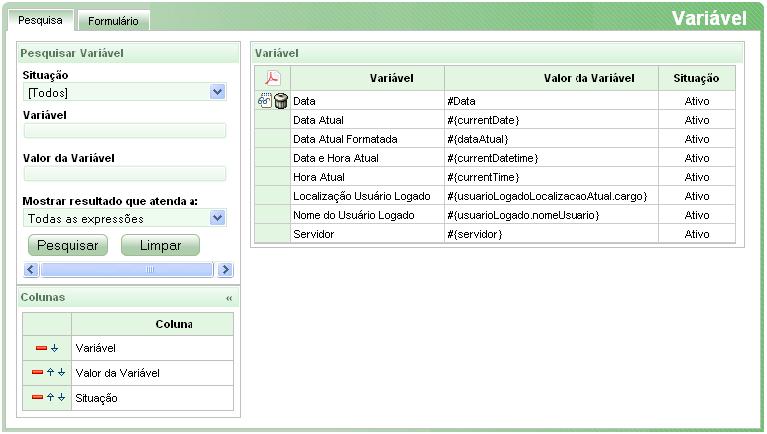 Pesquisa Formulário Variável
Pesquisar Variável
Situação
[Todos]
Variável
Valor da Variável
Mostrar resultado que atenda a:
Todas as expressões
Pesquisar Limpar
Colunas «
Coluna
Variável
Valor da Variável
Situação
Variável
Variável Valor da Variável Situação
Data #Data Ativo
Data Atual #{currentDate} Ativo
Data Atual Formatada #{dataAtual} Ativo
Data e Hora Atual #{currentDatetime} Ativo
Hora Atual #{currentTime} Ativo
Localização Usuário Logado #{usuarioLogadoLocalizacaoAtual.cargo} Ativo
Nome do Usuário Logado #{usuarioLogado.nomeUsuario} Ativo
Servidor #{servidor} Ativo